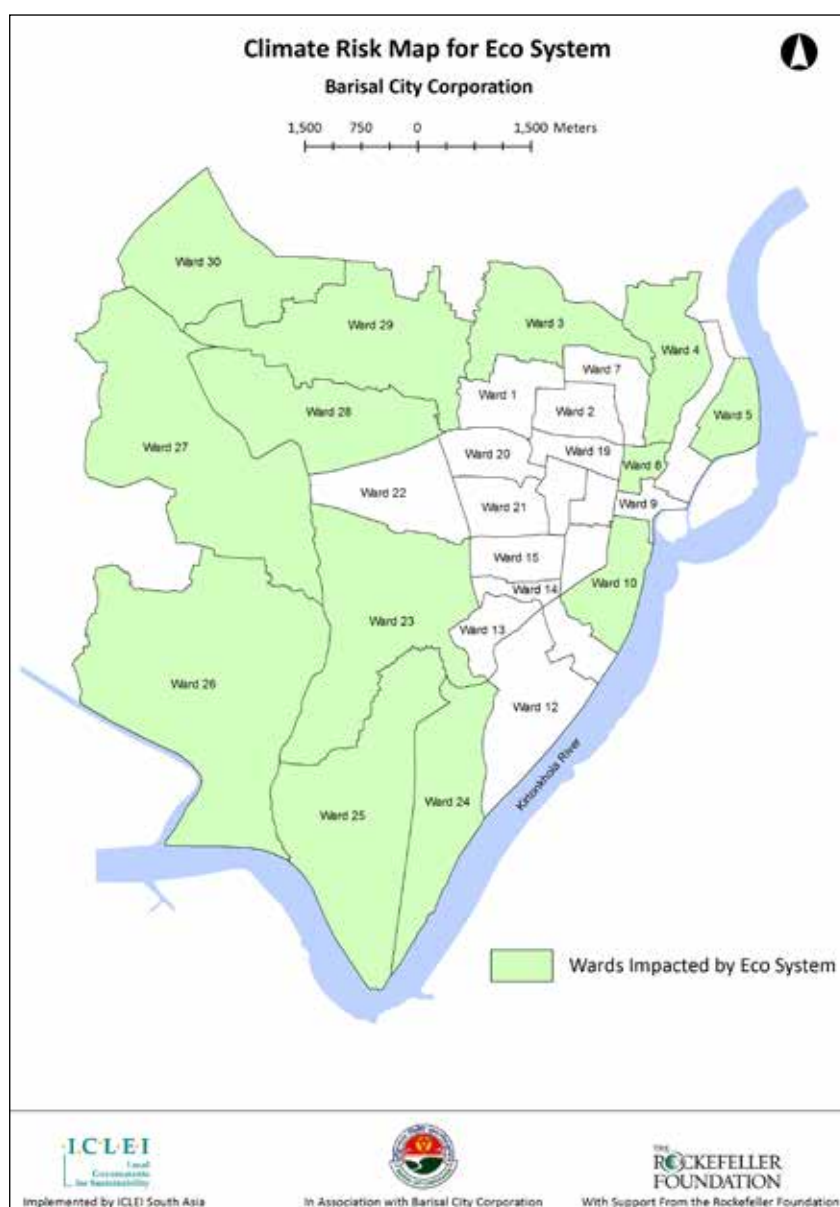 Climate Risk Map for Eco System
Barisal City Corporation
1,500 750 0 1,500 Meters
Ward 30
Ward 29
Ward 3
Ward 4
Ward 7
Ward 1
Ward 2
Ward 5
Ward 28
Ward 27
Ward 20
Ward 19
Ward 8
Ward 22
Ward 21
Ward 9
Ward 15
Ward 14
Ward 10
Ward 23
Ward 13
Ward 26
Ward 12
Kirtonkhola River
Ward 25
Ward 24
Wards Impacted by Eco System
I.C.L.E.I
Local
Governments
for Sustainability
THE
ROCKEFELLER
FOUNDATION
Implemented by ICLEI South Asia
In Association with Barisal City Corporation
With Support From the Rockefeller Foundation